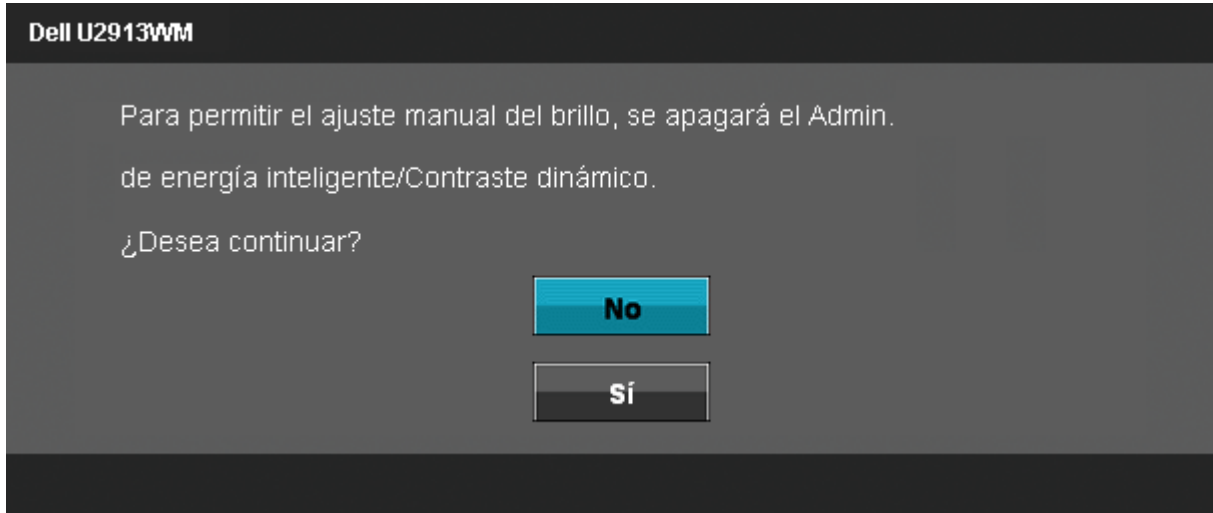 Dell U2913WM
Para permitir el ajuste manual del brillo, se apagará el Admin.
de energía inteligente/Contraste dinámico.
¿Desea continuar?
No
Sí